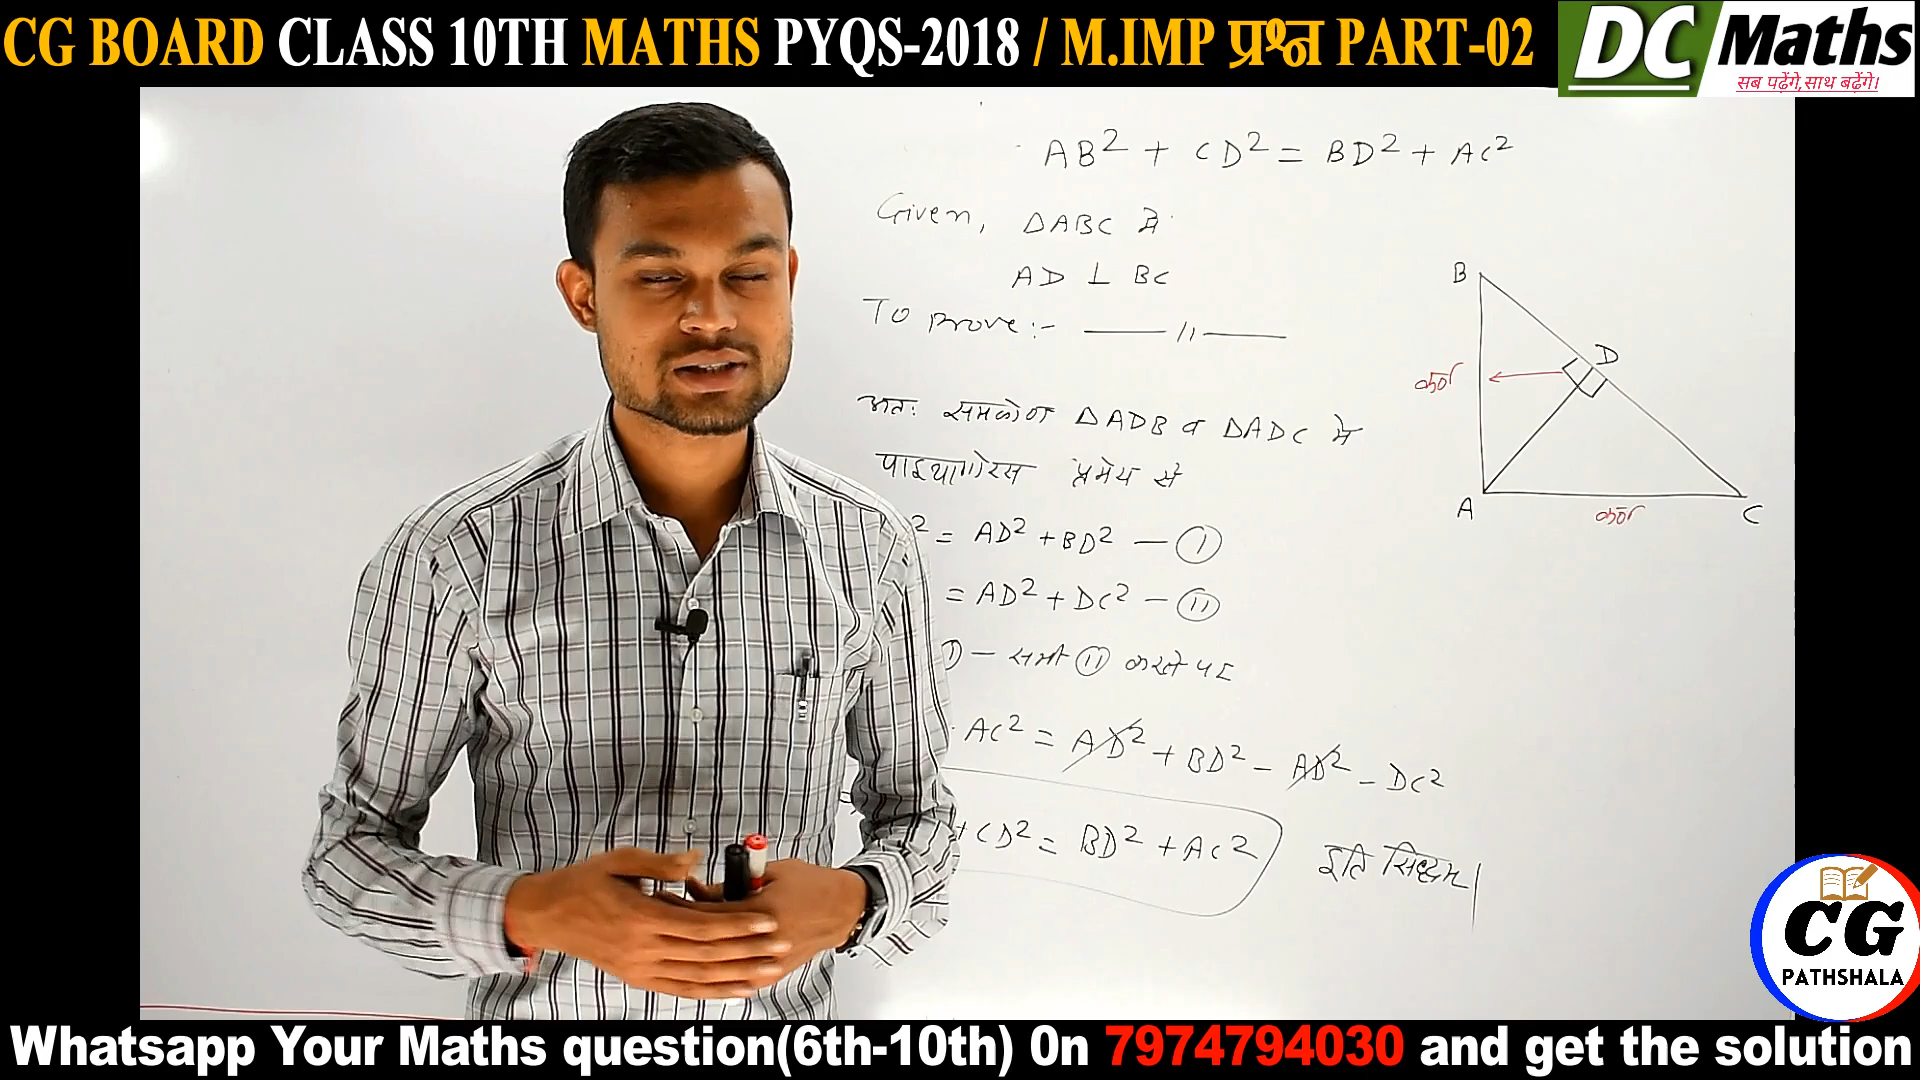 CG BOARD CLASS 10TH MATHS PYQS-2018 / M.IMP प्रश्न PART-02
DC Maths
सब पढ़ेंगे,साथ बढ़ेंगे।
AB² + CD² = BD² + AC²
Given, ΔABC में
AD ⊥ BC
To prove:- —— 11 ——
अतः समकोण ΔADB व ΔADC में
पाइथागोरस प्रमेय से
² = AD² + BD² — I
= AD² + DC² — II
— समी II करने पर
AC² = AD² + BD² - AD² - DC²
+ CD² = BD² + AC²
इति सिद्धम्।
B
D
कर्ण
A
कर्ण
C
CG
PATHSHALA
Whatsapp Your Maths question(6th-10th) 0n 7974794030 and get the solution